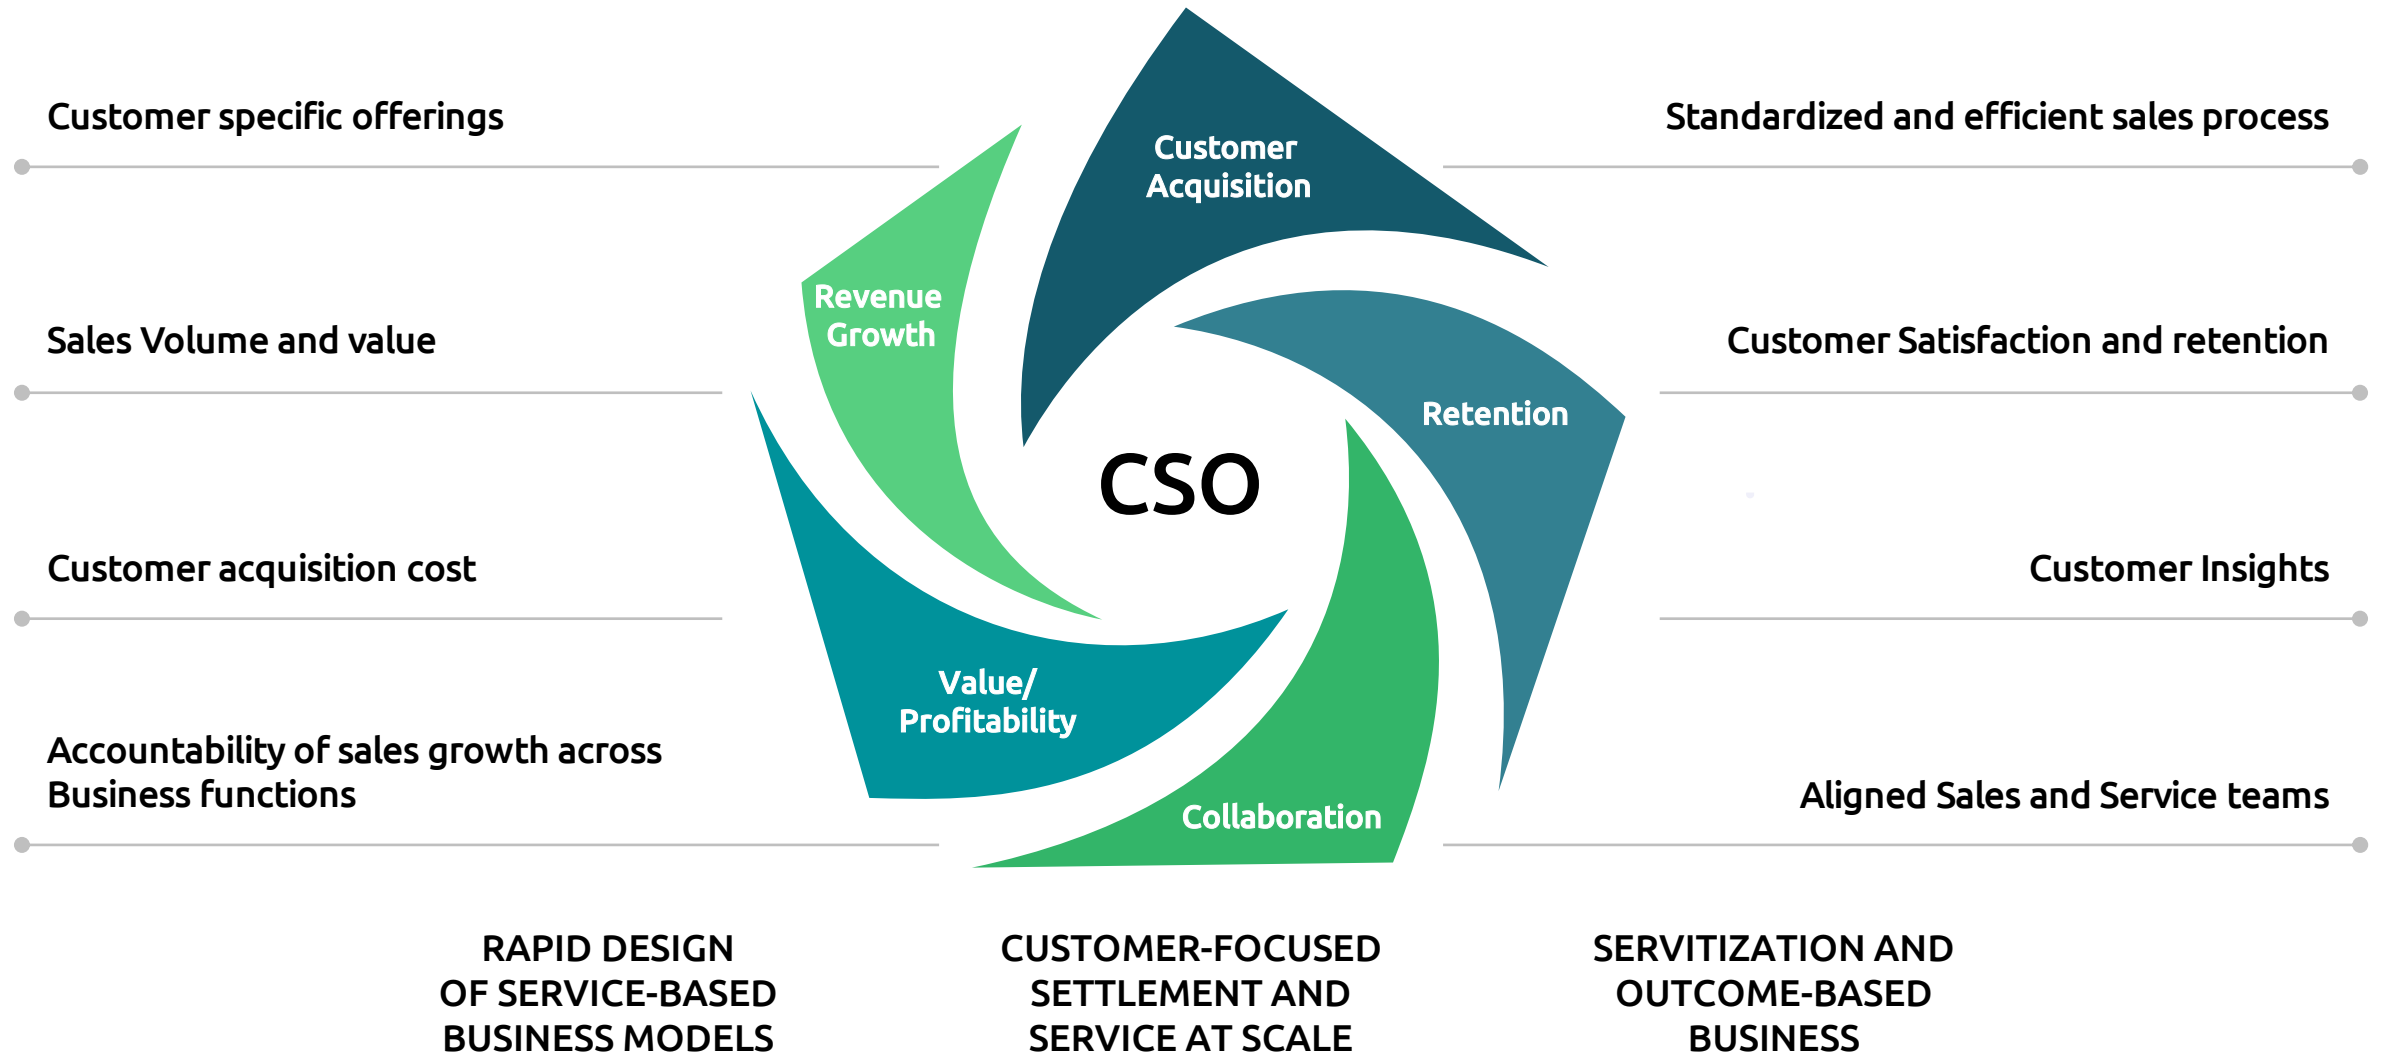 Customer specific offerings
Sales Volume and value
Customer acquisition cost
Accountability of sales growth across
Business functions
Customer
Acquisition
Revenue
Growth
Retention
CSO
Value/
Profitability
Collaboration
Standardized and efficient sales process
Customer Satisfaction and retention
Customer Insights
Aligned Sales and Service teams
RAPID DESIGN
OF SERVICE-BASED
BUSINESS MODELS
CUSTOMER-FOCUSED
SETTLEMENT AND
SERVICE AT SCALE
SERVITIZATION AND
OUTCOME-BASED
BUSINESS